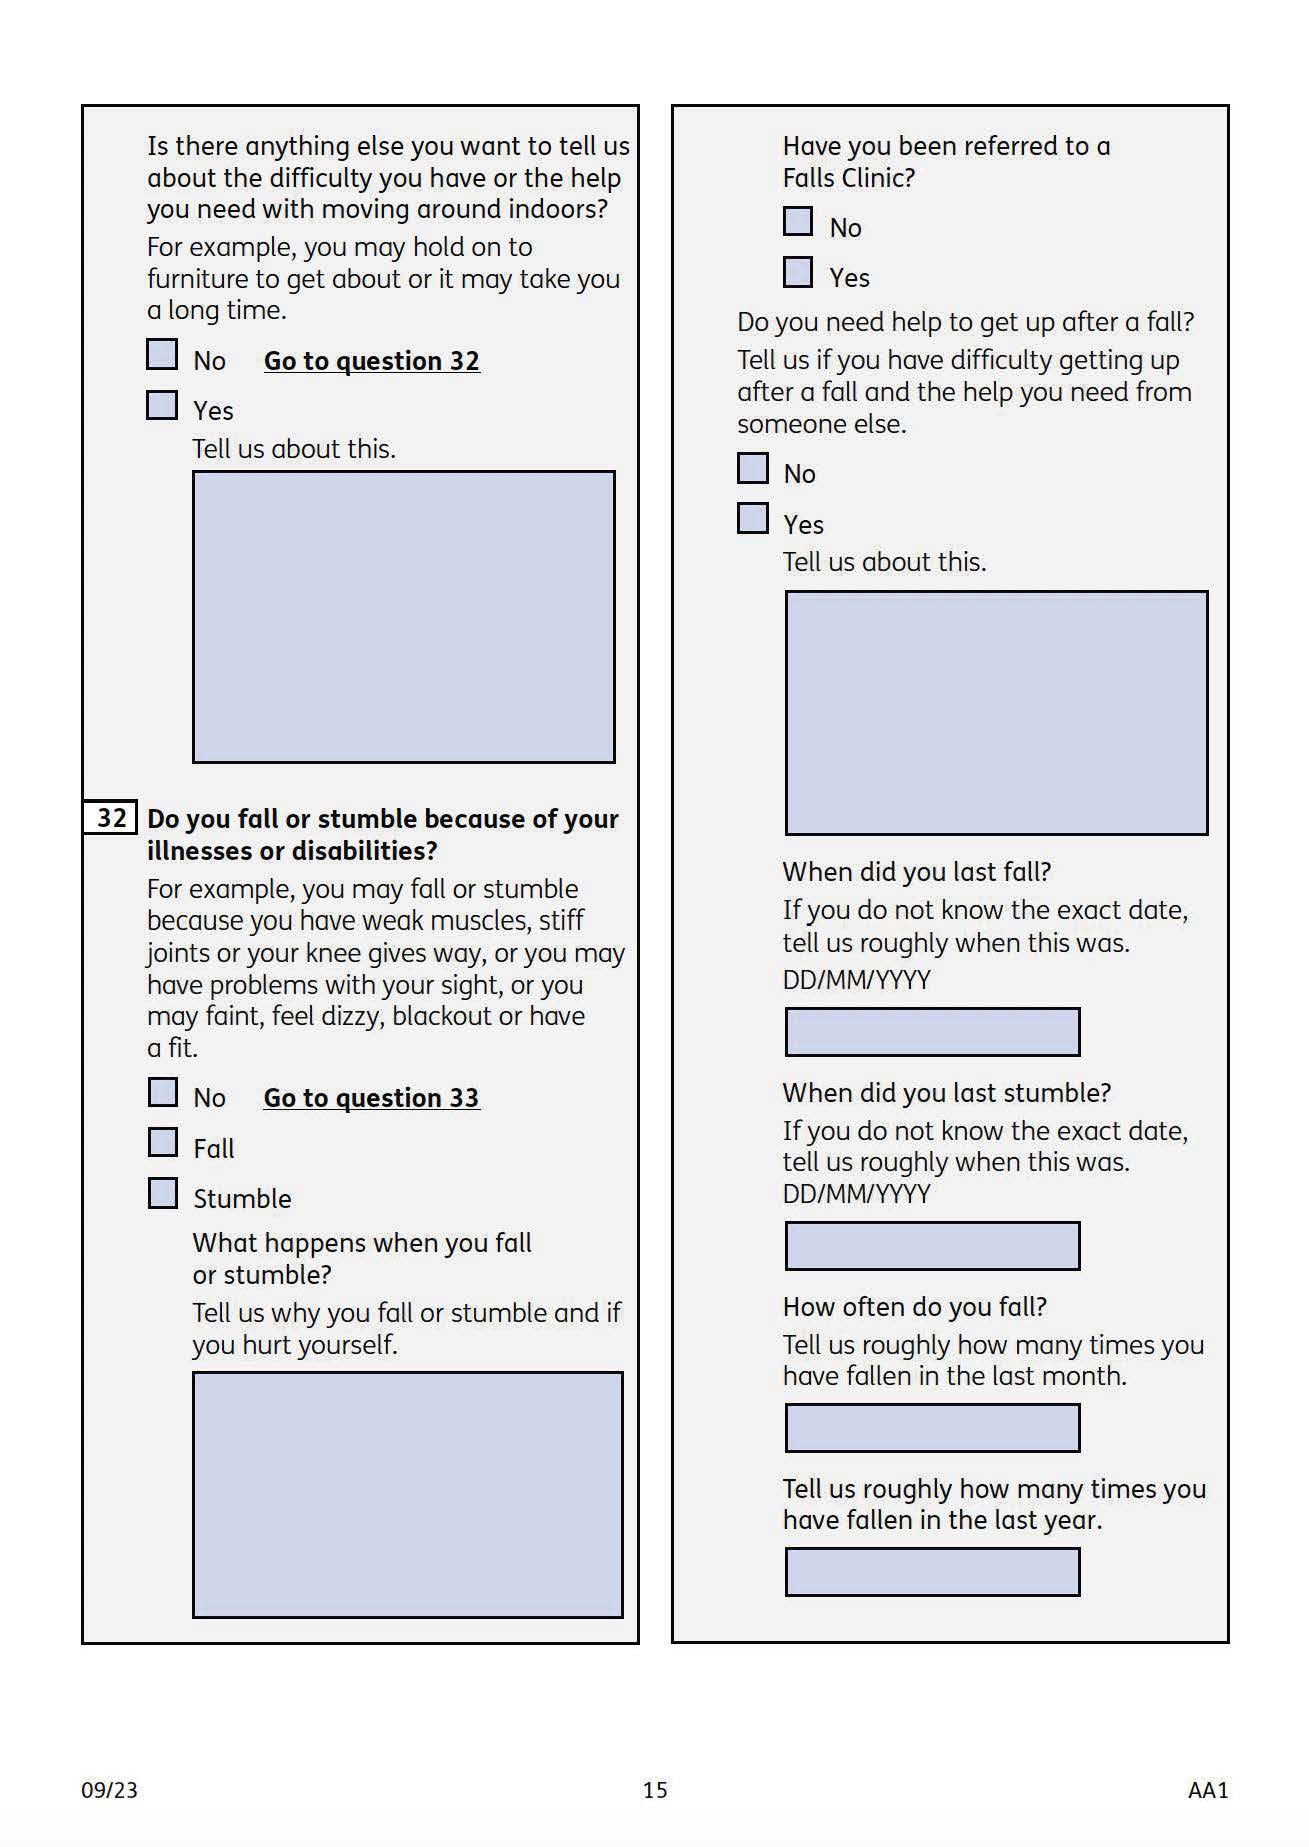 Is there anything else you want to tell us
about the difficulty you have or the help
you need with moving around indoors?
For example, you may hold on to
furniture to get about or it may take you
a long time.
No Go to question 32
Yes
Tell us about this.
32 Do you fall or stumble because of your
illnesses or disabilities?
For example, you may fall or stumble
because you have weak muscles, stiff
joints or your knee gives way, or you may
have problems with your sight, or you
may faint, feel dizzy, blackout or have
a fit.
No Go to question 33
Fall
Stumble
What happens when you fall
or stumble?
Tell us why you fall or stumble and if
you hurt yourself.
Have you been referred to a
Falls Clinic?
No
Yes
Do you need help to get up after a fall?
Tell us if you have difficulty getting up
after a fall and the help you need from
someone else.
No
Yes
Tell us about this.
When did you last fall?
If you do not know the exact date,
tell us roughly when this was.
DD/MM/YYYY
When did you last stumble?
If you do not know the exact date,
tell us roughly when this was.
DD/MM/YYYY
How often do you fall?
Tell us roughly how many times you
have fallen in the last month.
Tell us roughly how many times you
have fallen in the last year.
09/23 15 AA1